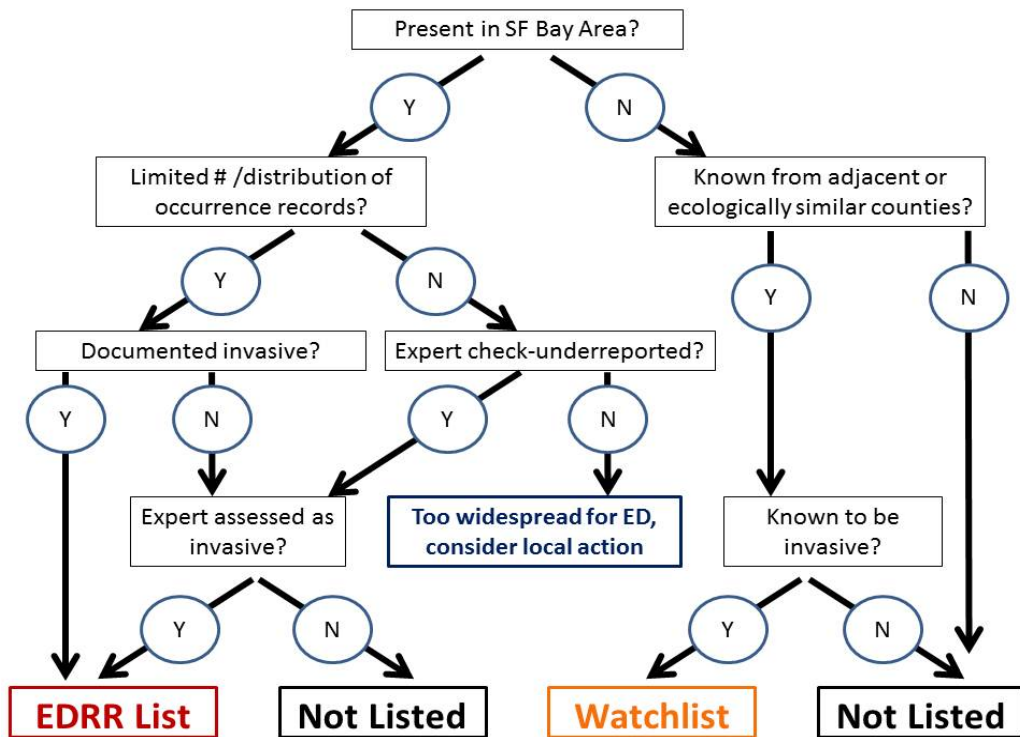 Present in SF Bay Area?
Y
N
Limited # /distribution of
occurrence records?
Known from adjacent or
ecologically similar counties?
Y
N
Y
N
Documented invasive?
Expert check-underreported?
Y
N
Y
N
Expert assessed as
invasive?
Too widespread for ED,
consider local action
Known to be
invasive?
Y
N
Y
N
EDRR List
Not Listed
Watchlist
Not Listed